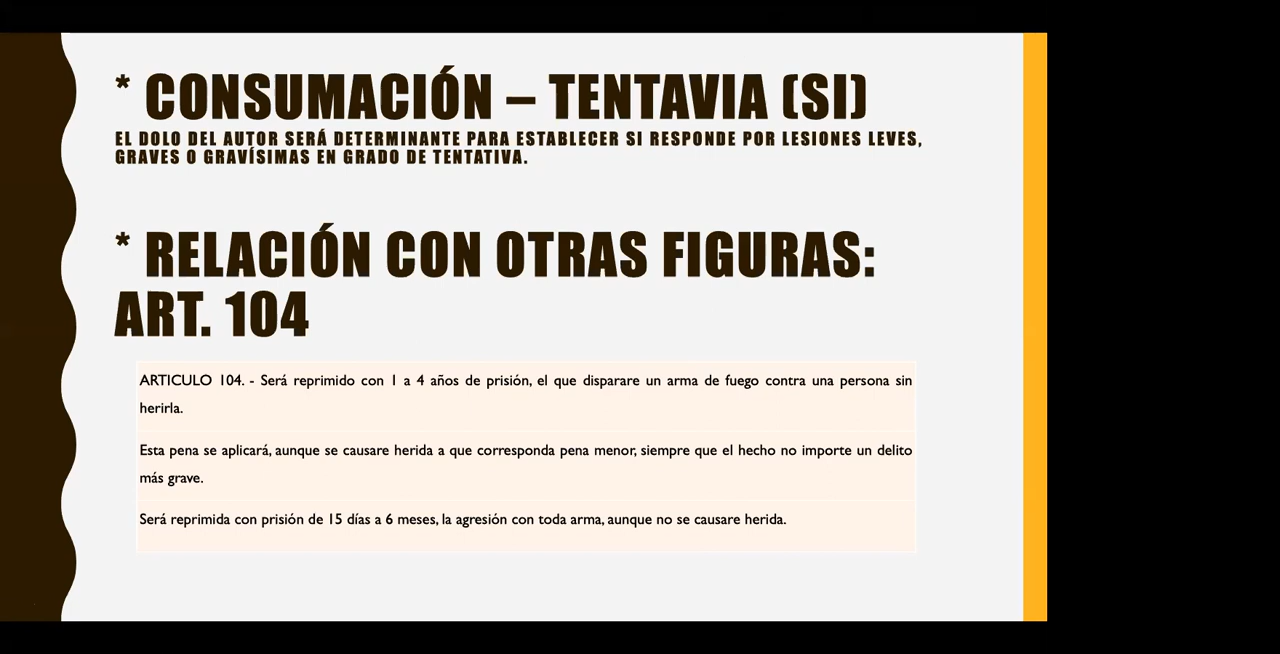 * CONSUMACIÓN – TENTAVIA (SI)
EL DOLO DEL AUTOR SERÁ DETERMINANTE PARA ESTABLECER SI RESPONDE POR LESIONES LEVES,
GRAVES O GRAVÍSIMAS EN GRADO DE TENTATIVA.
* RELACIÓN CON OTRAS FIGURAS:
ART. 104
ARTICULO 104. - Será reprimido con 1 a 4 años de prisión, el que disparare un arma de fuego contra una persona sin
herirla.
Esta pena se aplicará, aunque se causare herida a que corresponda pena menor, siempre que el hecho no importe un delito
más grave.
Será reprimida con prisión de 15 días a 6 meses, la agresión con toda arma, aunque no se causare herida.